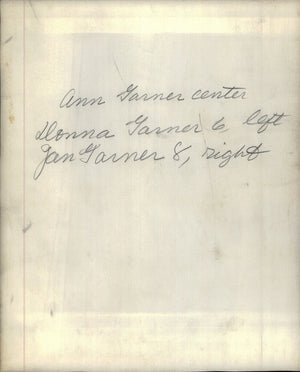 Ann Garner center
Donna Garner 6, left
Jan Garner 8, right